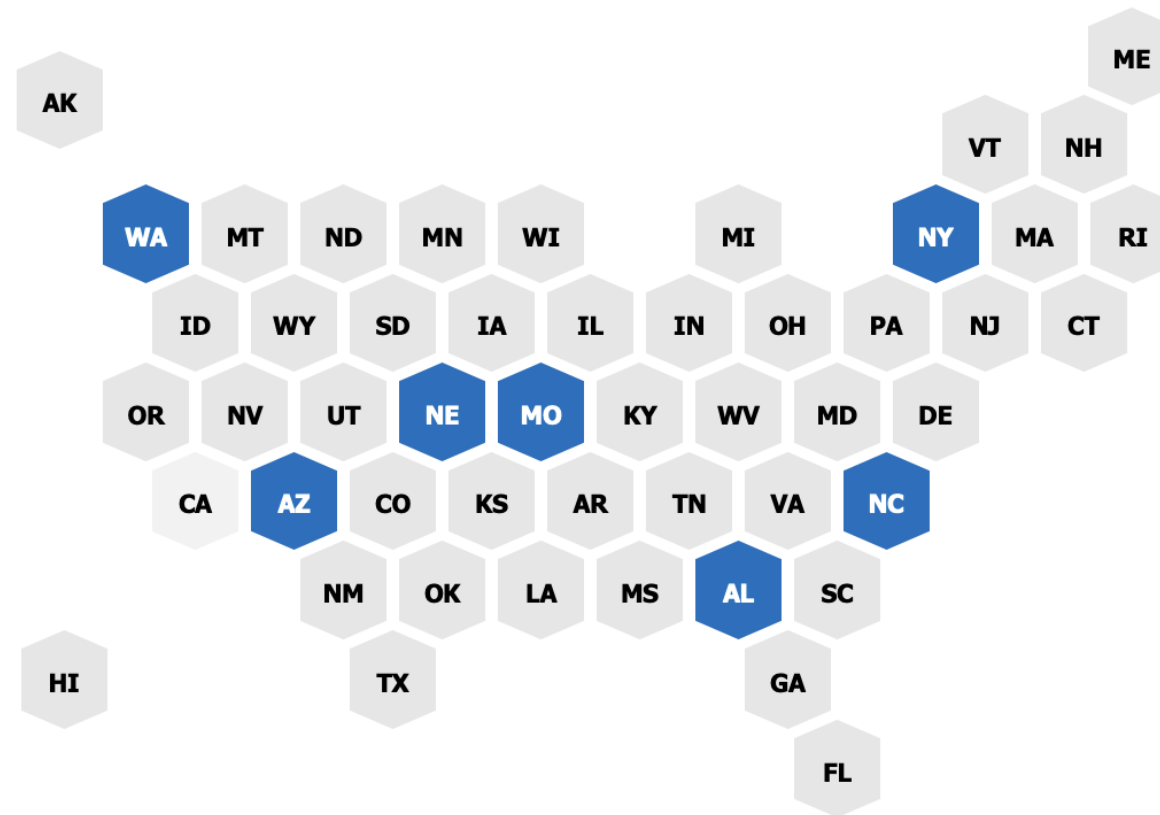 ME
AK
VT NH
WA MT ND MN WI MI NY MA RI
ID WY SD IA IL IN OH PA NJ CT
OR NV UT NE MO KY WV MD DE
CA AZ CO KS AR TN VA NC
NM OK LA MS AL SC
HI TX GA
FL